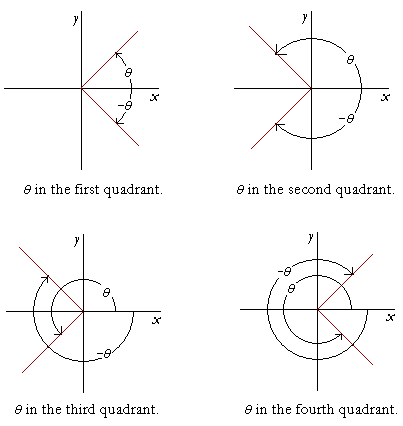 y
θ
-θ
x
θ in the first quadrant.
y
θ
x
-θ
θ in the second quadrant.
y
θ
x
-θ
θ in the third quadrant.
y
-θ
θ
x
θ in the fourth quadrant.